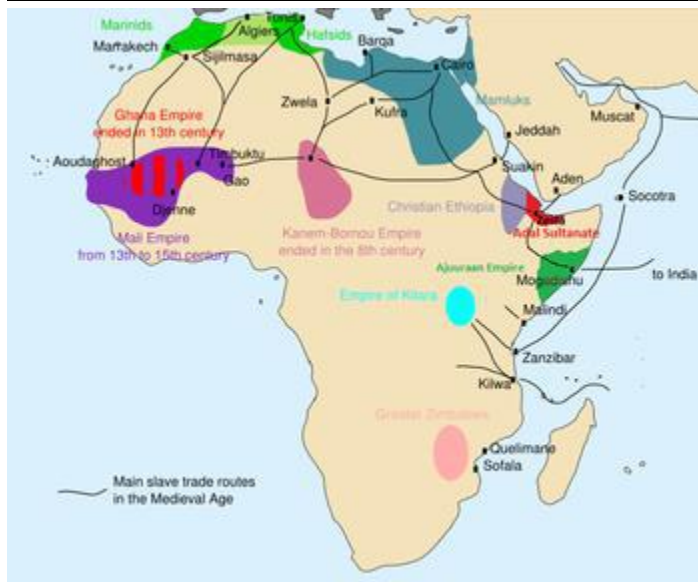 Marinids
Tunis
Algiers
Hafsids
Marrakech
Sijilmasa
Barqa
Cairo
Zwela
Kufra
Mamluks
Muscat
Ghana Empire
ended in 13th century
Jeddah
Aoudaghost
Timbuktu
Suakin
Gao
Aden
Socotra
Djenne
Christian Ethiopia
Zeila
Adal Sultanate
Mali Empire
from 13th to 15th century
Kanem-Bornou Empire
ended in the 8th century
Ajuuraan Empire
Mogadishu
to India
Empire of Kitara
Malindi
Zanzibar
Kilwa
Greater Zimbabwe
Quelimane
Sofala
Main slave trade routes
in the Medieval Age